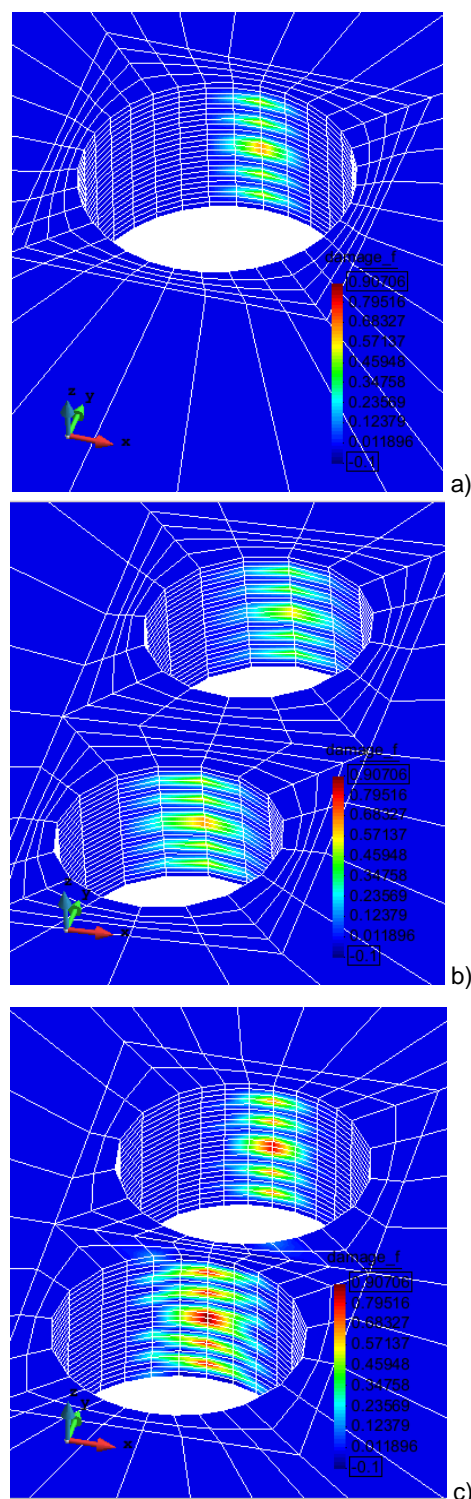 damage_f
0.90706
0.79516
0.68327
0.57137
0.45948
0.34758
0.23569
0.12379
0.011896
-0.1
z
y
x
a)
damage_f
0.90706
0.79516
0.68327
0.57137
0.45948
0.34758
0.23569
0.12379
0.011896
-0.1
z
y
x
b)
damage_f
0.90706
0.79516
0.68327
0.57137
0.45948
0.34758
0.23569
0.12379
0.011896
-0.1
z
y
x
c)